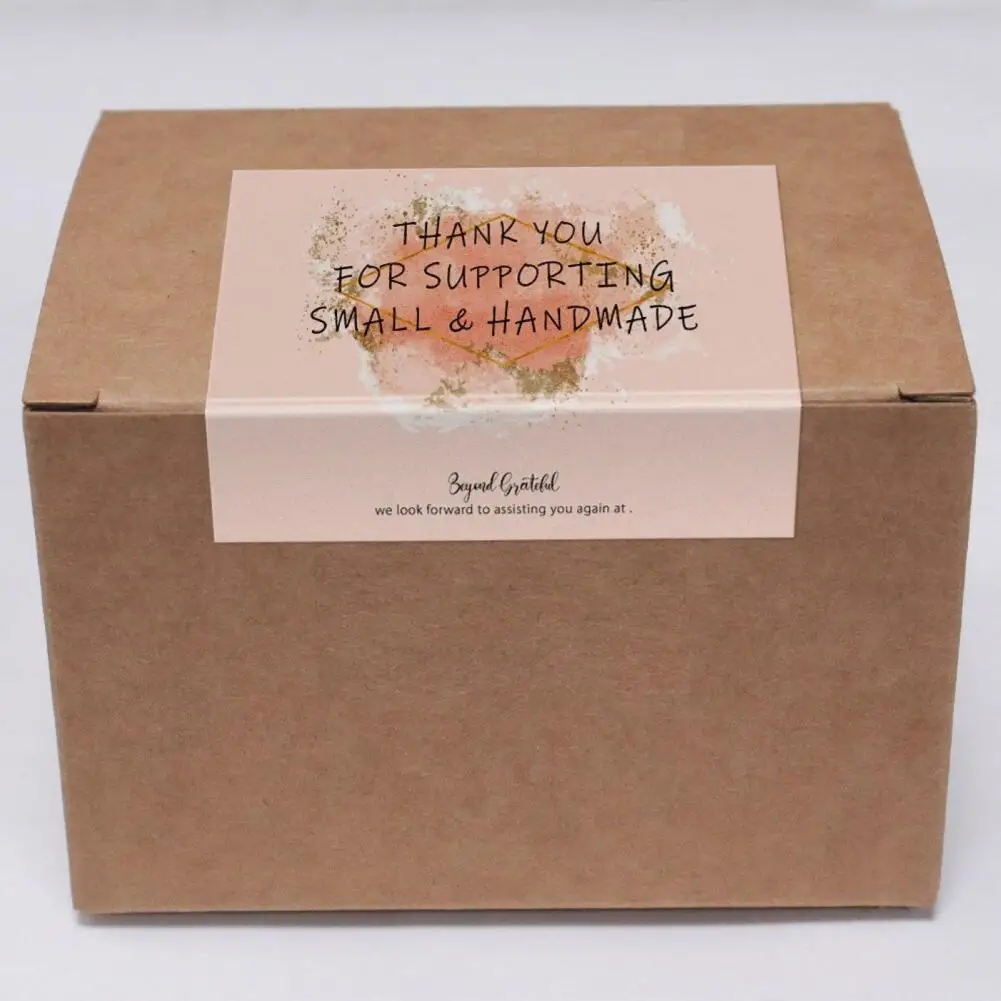 THANK YOU
FOR SUPPORTING
SMALL & HANDMADE
Beyond Grateful
we look forward to assisting you again at .